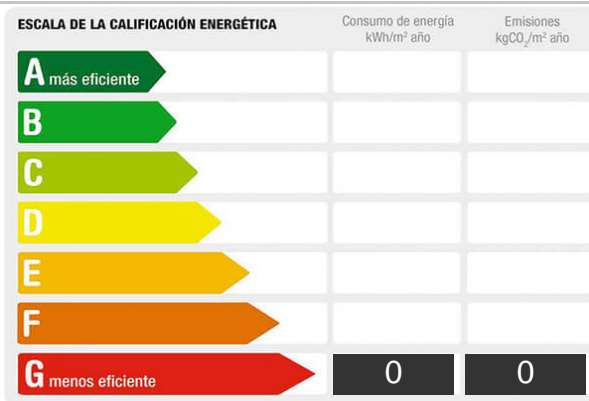 ESCALA DE LA CALIFICACIÓN ENERGÉTICA
Consumo de energía
kWh/m² año
Emisiones
kgCO₂/m² año
A más eficiente
B
C
D
E
F
G menos eficiente
0
0